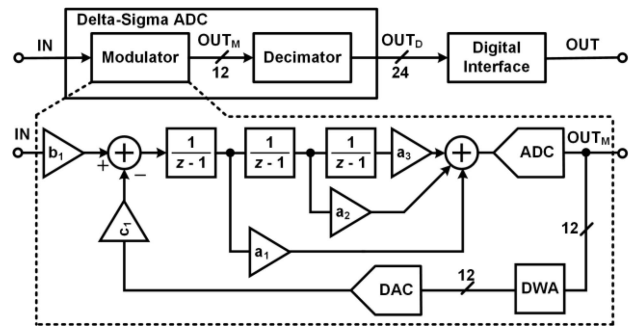 Delta-Sigma ADC
IN
Modulator
OUTM
12
Decimator
OUTD
24
Digital
Interface
OUT
IN
b1
+
+
−
1
z - 1
1
z - 1
1
z - 1
a3
+
ADC
OUTM
a2
a1
c1
12
DAC
12
DWA